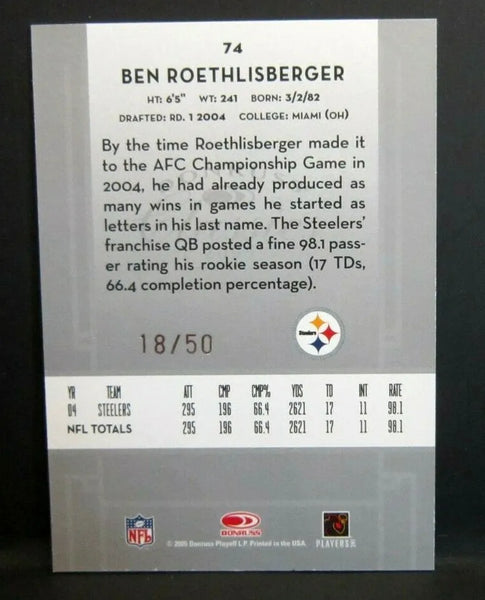 74
BEN ROETHLISBERGER
HT: 6'5" WT: 241 BORN: 3/2/82
DRAFTED: RD. 1 2004 COLLEGE: MIAMI (OH)
By the time Roethlisberger made it
to the AFC Championship Game in
2004, he had already produced as
many wins in games he started as
letters in his last name. The Steelers'
franchise QB posted a fine 98.1 pass-
er rating his rookie season (17 TDs,
66.4 completion percentage).
18/50
Steelers
YR TEAM ATT CMP CMP% YDS TD INT RATE
04 STEELERS 295 196 66.4 2621 17 11 98.1
NFL TOTALS 295 196 66.4 2621 17 11 98.1
NFL
DONRUSS
PLAYERS INC
© 2005 Donruss Playoff L.P. Printed in the USA.